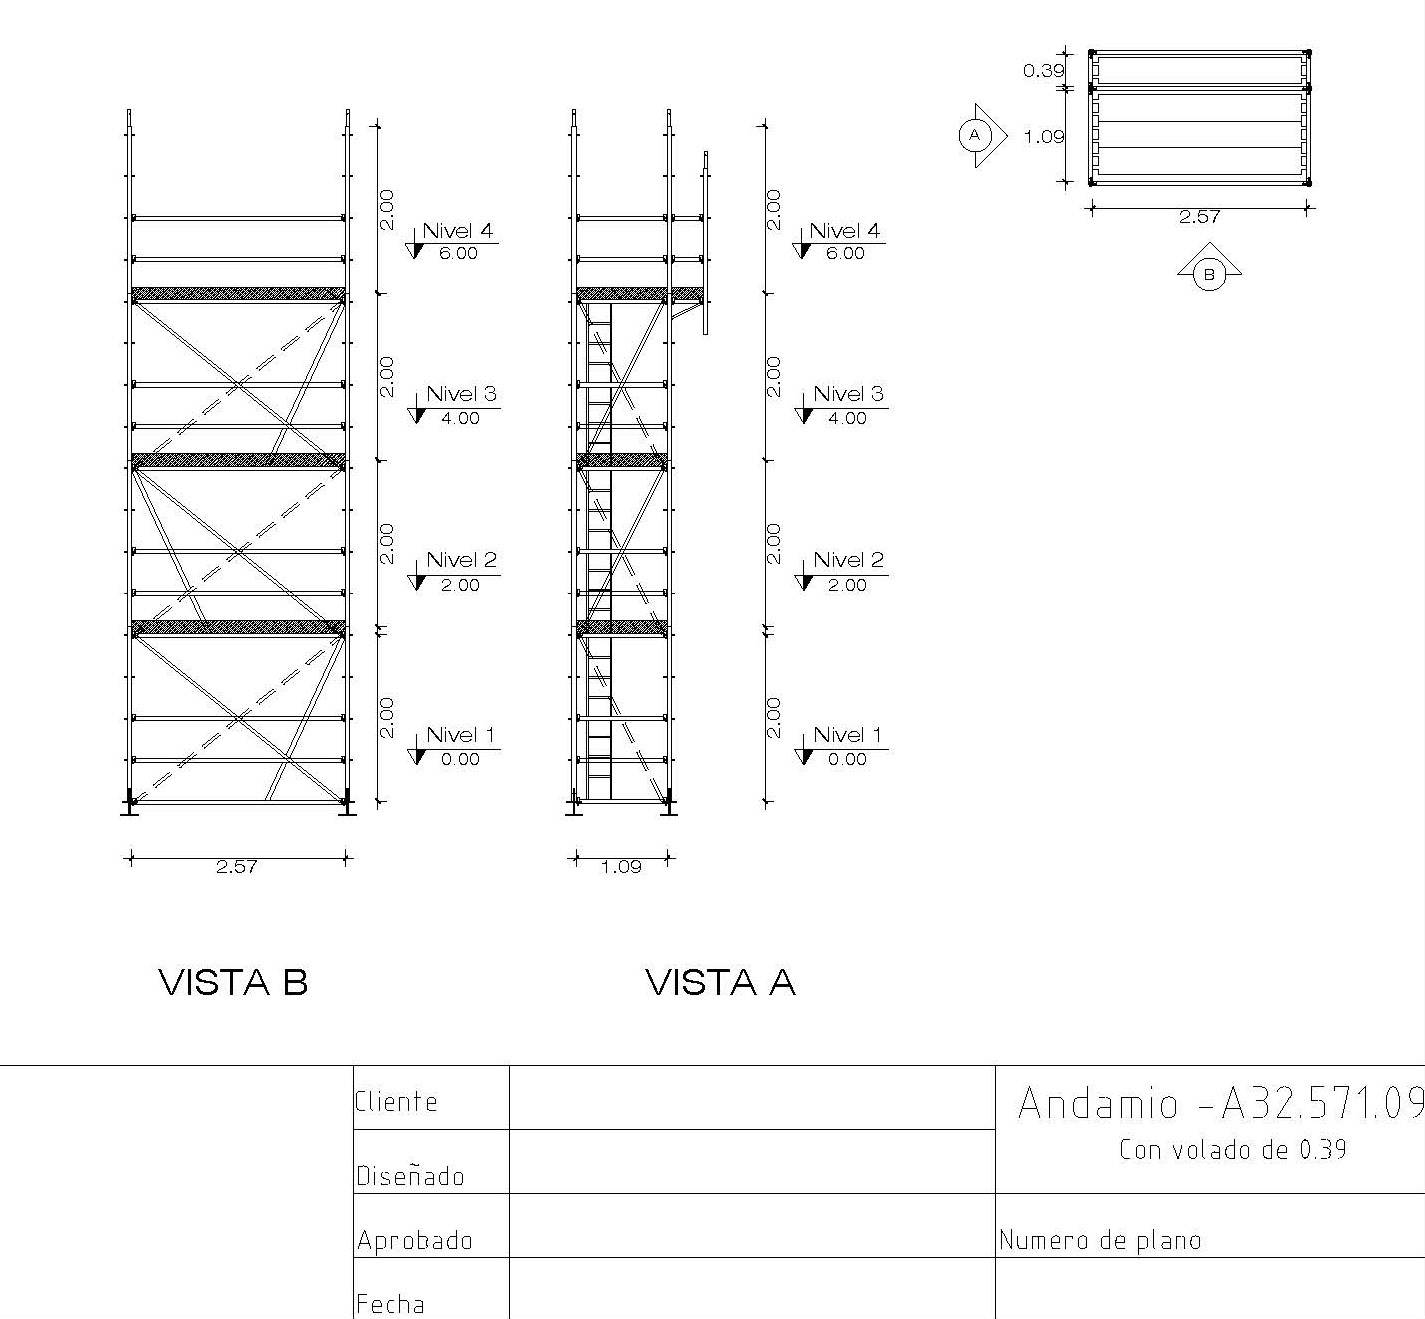 0.39
A
1.09
2.57
B
2.00
Nivel 4
6.00
2.00
Nivel 3
4.00
2.00
Nivel 2
2.00
2.00
Nivel 1
0.00
2.57
VISTA B
2.00
Nivel 4
6.00
2.00
Nivel 3
4.00
2.00
Nivel 2
2.00
2.00
Nivel 1
0.00
1.09
VISTA A
Cliente
Diseñado
Aprobado
Fecha
Andamio -A32.571.09
Con volado de 0.39
Numero de plano